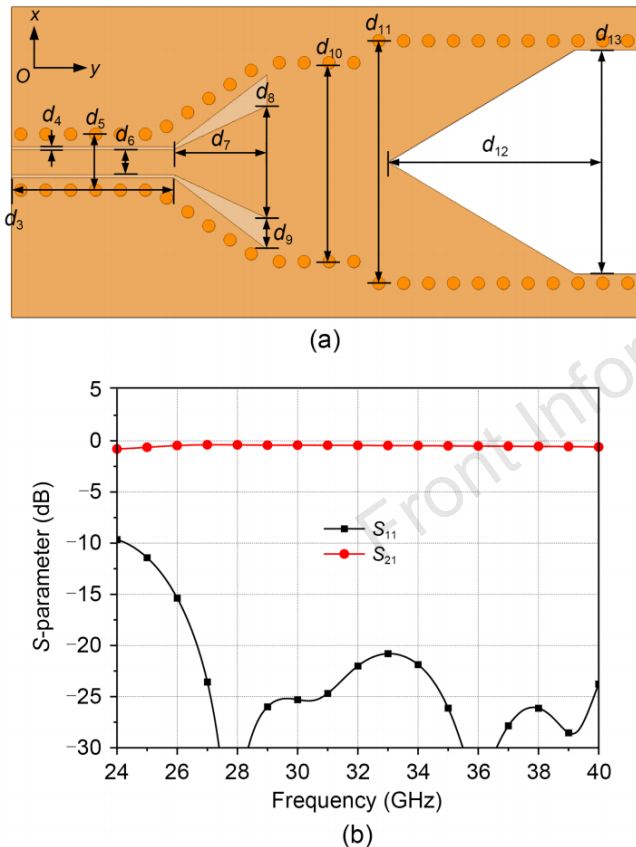 x
O
y
d4
d5
d6
d3
d7
d8
d9
d10
d11
d12
d13
(a)
Front Infor
5
0
−5
−10
−15
−20
−25
−30
S-parameter (dB)
S11
S21
24 26 28 30 32 34 36 38 40
Frequency (GHz)
(b)